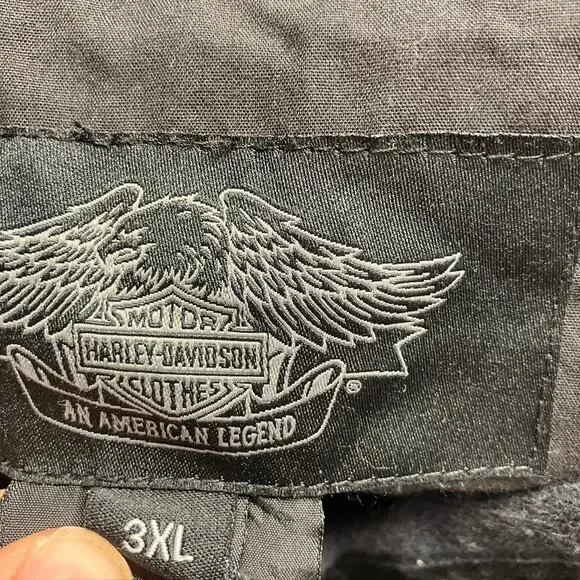 MOTOR
HARLEY-DAVIDSON
CLOTHES
®
AN AMERICAN LEGEND
3XL